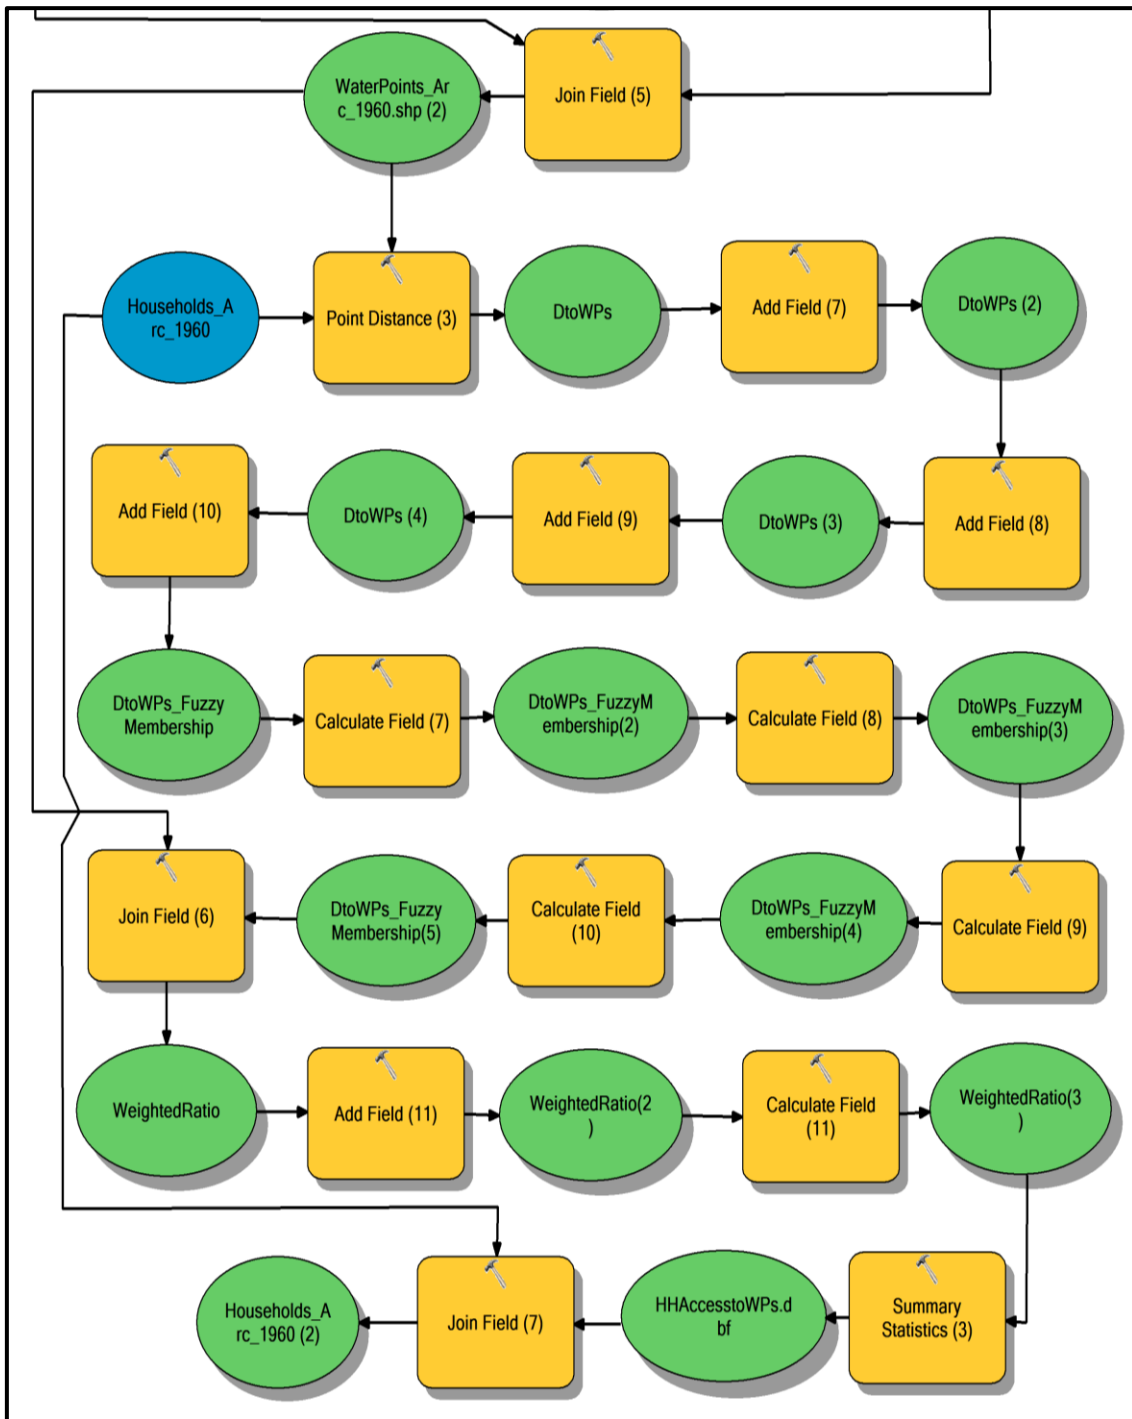 WaterPoints_Ar
c_1960.shp (2)
Join Field (5)
Households_A
rc_1960
Point Distance (3)
DtoWPs
Add Field (7)
DtoWPs (2)
Add Field (10)
DtoWPs (4)
Add Field (9)
DtoWPs (3)
Add Field (8)
DtoWPs_Fuzzy
Membership
Calculate Field (7)
DtoWPs_FuzzyM
embership(2)
Calculate Field (8)
DtoWPs_FuzzyM
embership(3)
Join Field (6)
DtoWPs_Fuzzy
Membership(5)
Calculate Field
(10)
DtoWPs_FuzzyM
embership(4)
Calculate Field (9)
WeightedRatio
Add Field (11)
WeightedRatio(2
)
Calculate Field
(11)
WeightedRatio(3
)
Households_A
rc_1960 (2)
Join Field (7)
HHAccesstoWPs.d
bf
Summary
Statistics (3)